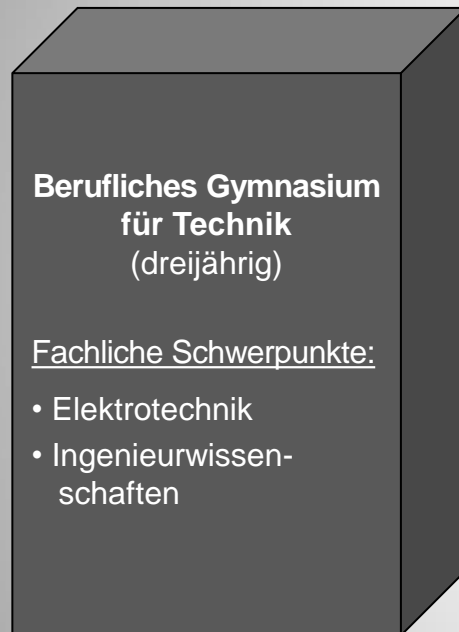 Berufliches Gymnasium
für Technik
(dreijährig)
Fachliche Schwerpunkte:
• Elektrotechnik
• Ingenieurwissen-
schaften